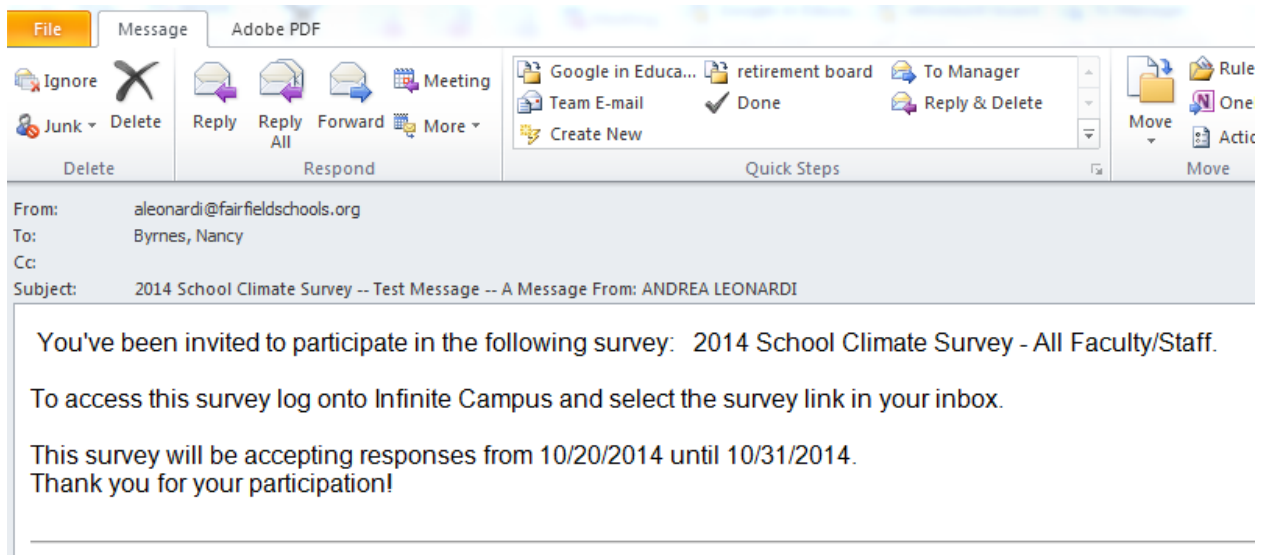 File Message Adobe PDF
Ignore Meeting Google in Educa... retirement board To Manager Rule
Team E-mail Done Reply & Delete
Junk Delete Reply Reply All Forward More Create New Move Actic
Delete Respond Quick Steps Move
From: aleonardi@fairfieldschools.org
To: Byrnes, Nancy
Cc:
Subject: 2014 School Climate Survey -- Test Message -- A Message From: ANDREA LEONARDI
You've been invited to participate in the following survey: 2014 School Climate Survey - All Faculty/Staff.
To access this survey log onto Infinite Campus and select the survey link in your inbox.
This survey will be accepting responses from 10/20/2014 until 10/31/2014.
Thank you for your participation!